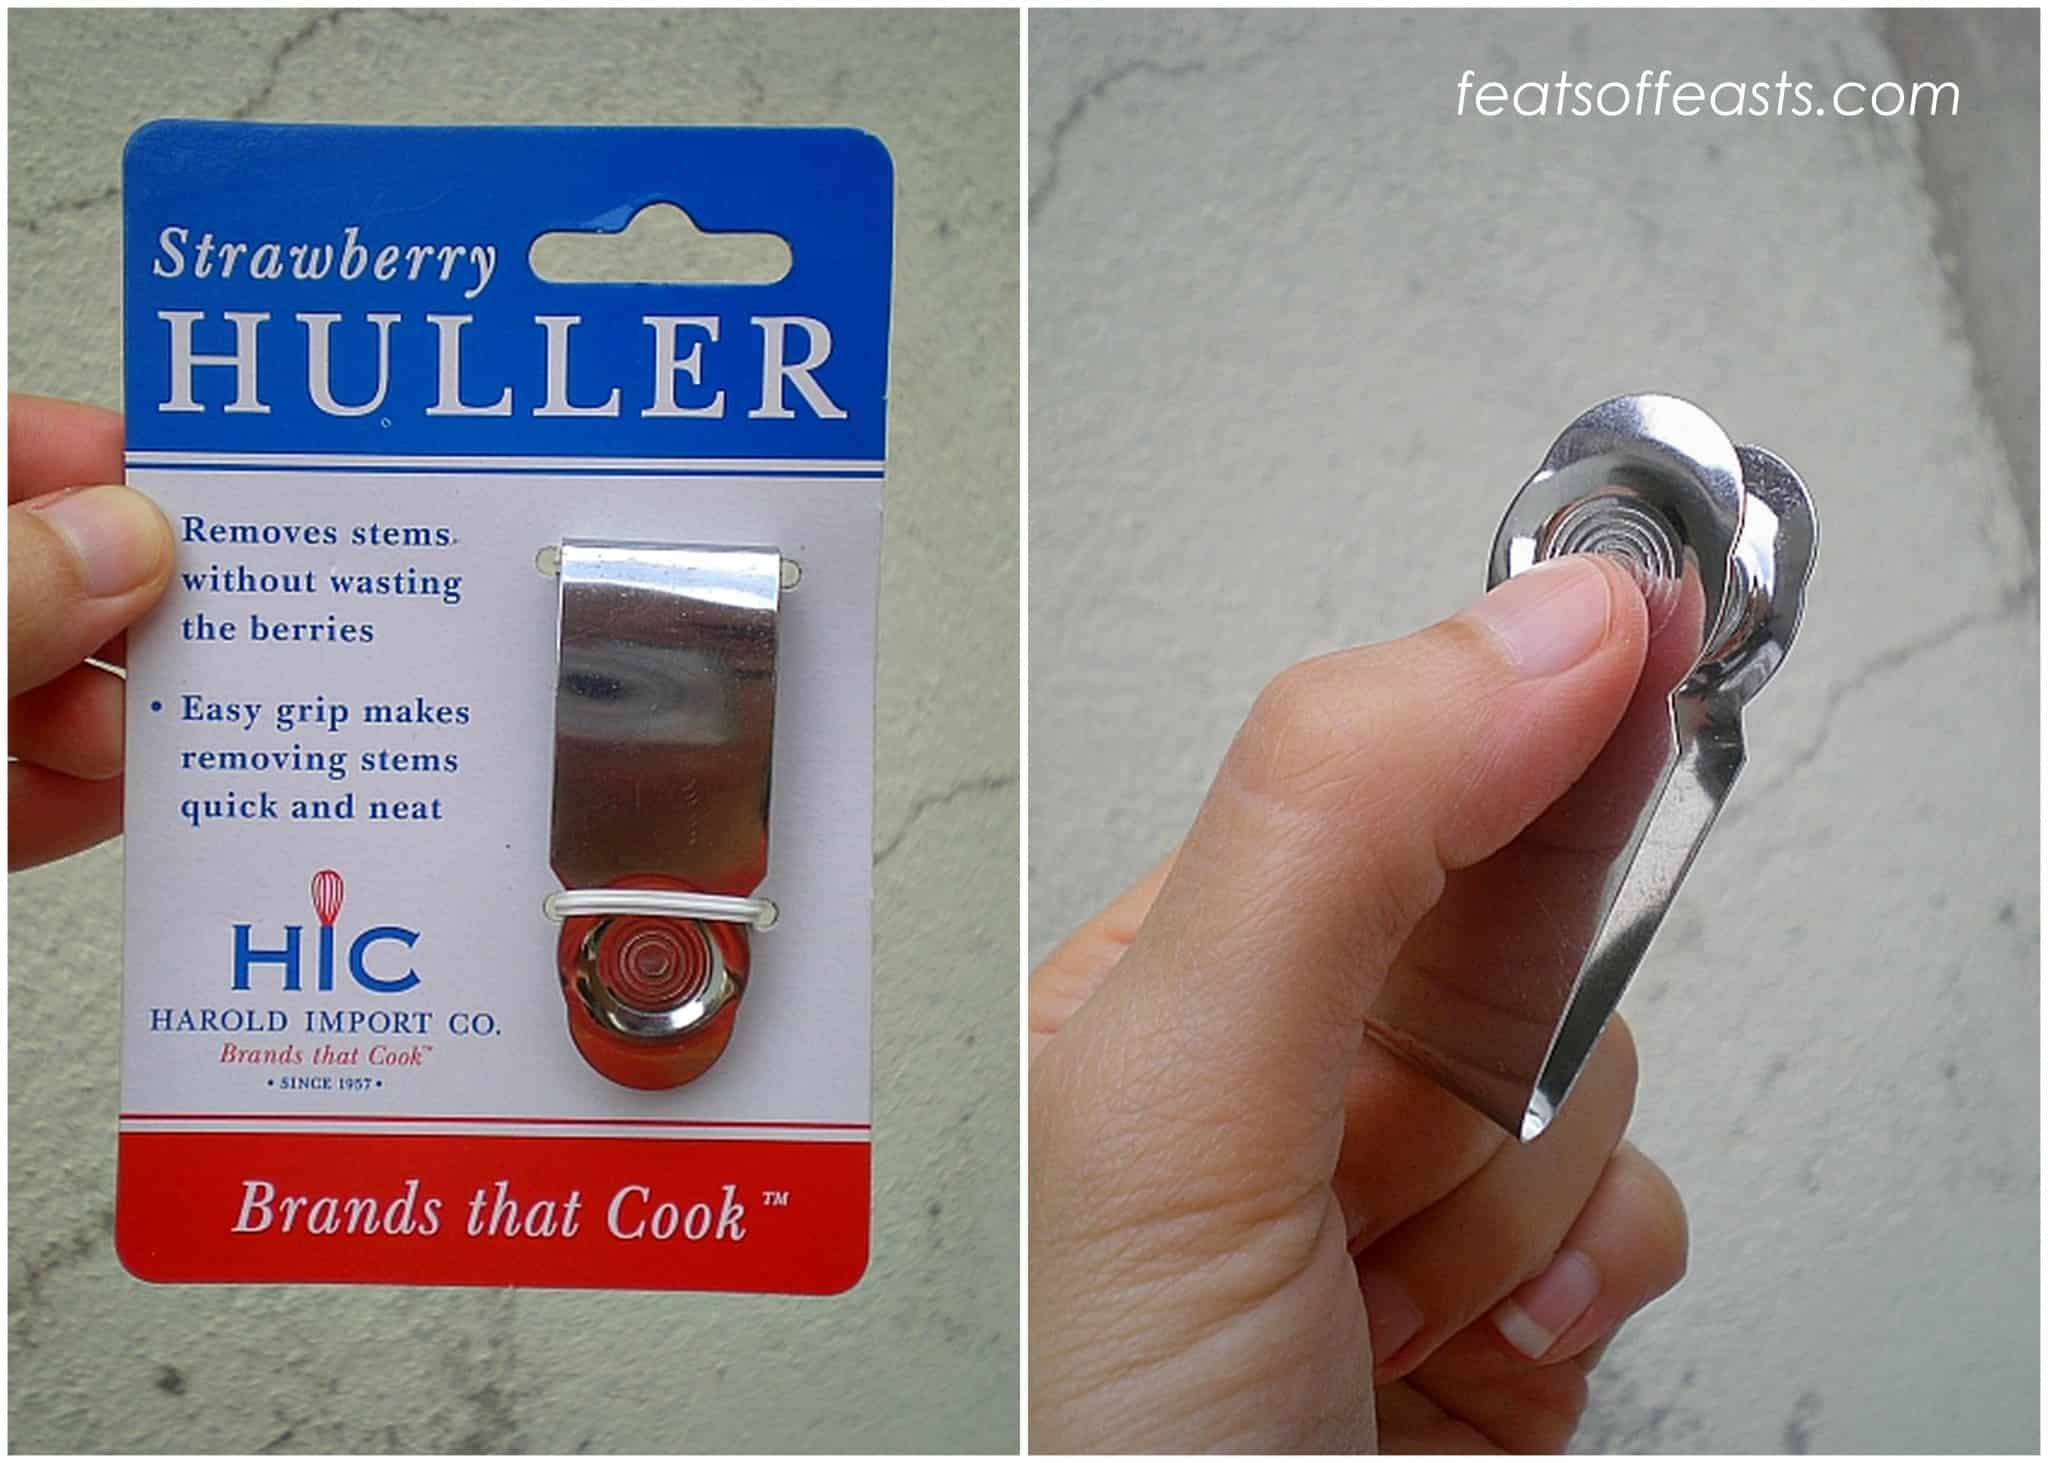 Strawberry
HULLER
Removes stems
without wasting
the berries
• Easy grip makes
removing stems
quick and neat
HIC
HAROLD IMPORT CO.
Brands that Cook™
• SINCE 1957 •
Brands that Cook™
featsoffeasts.com